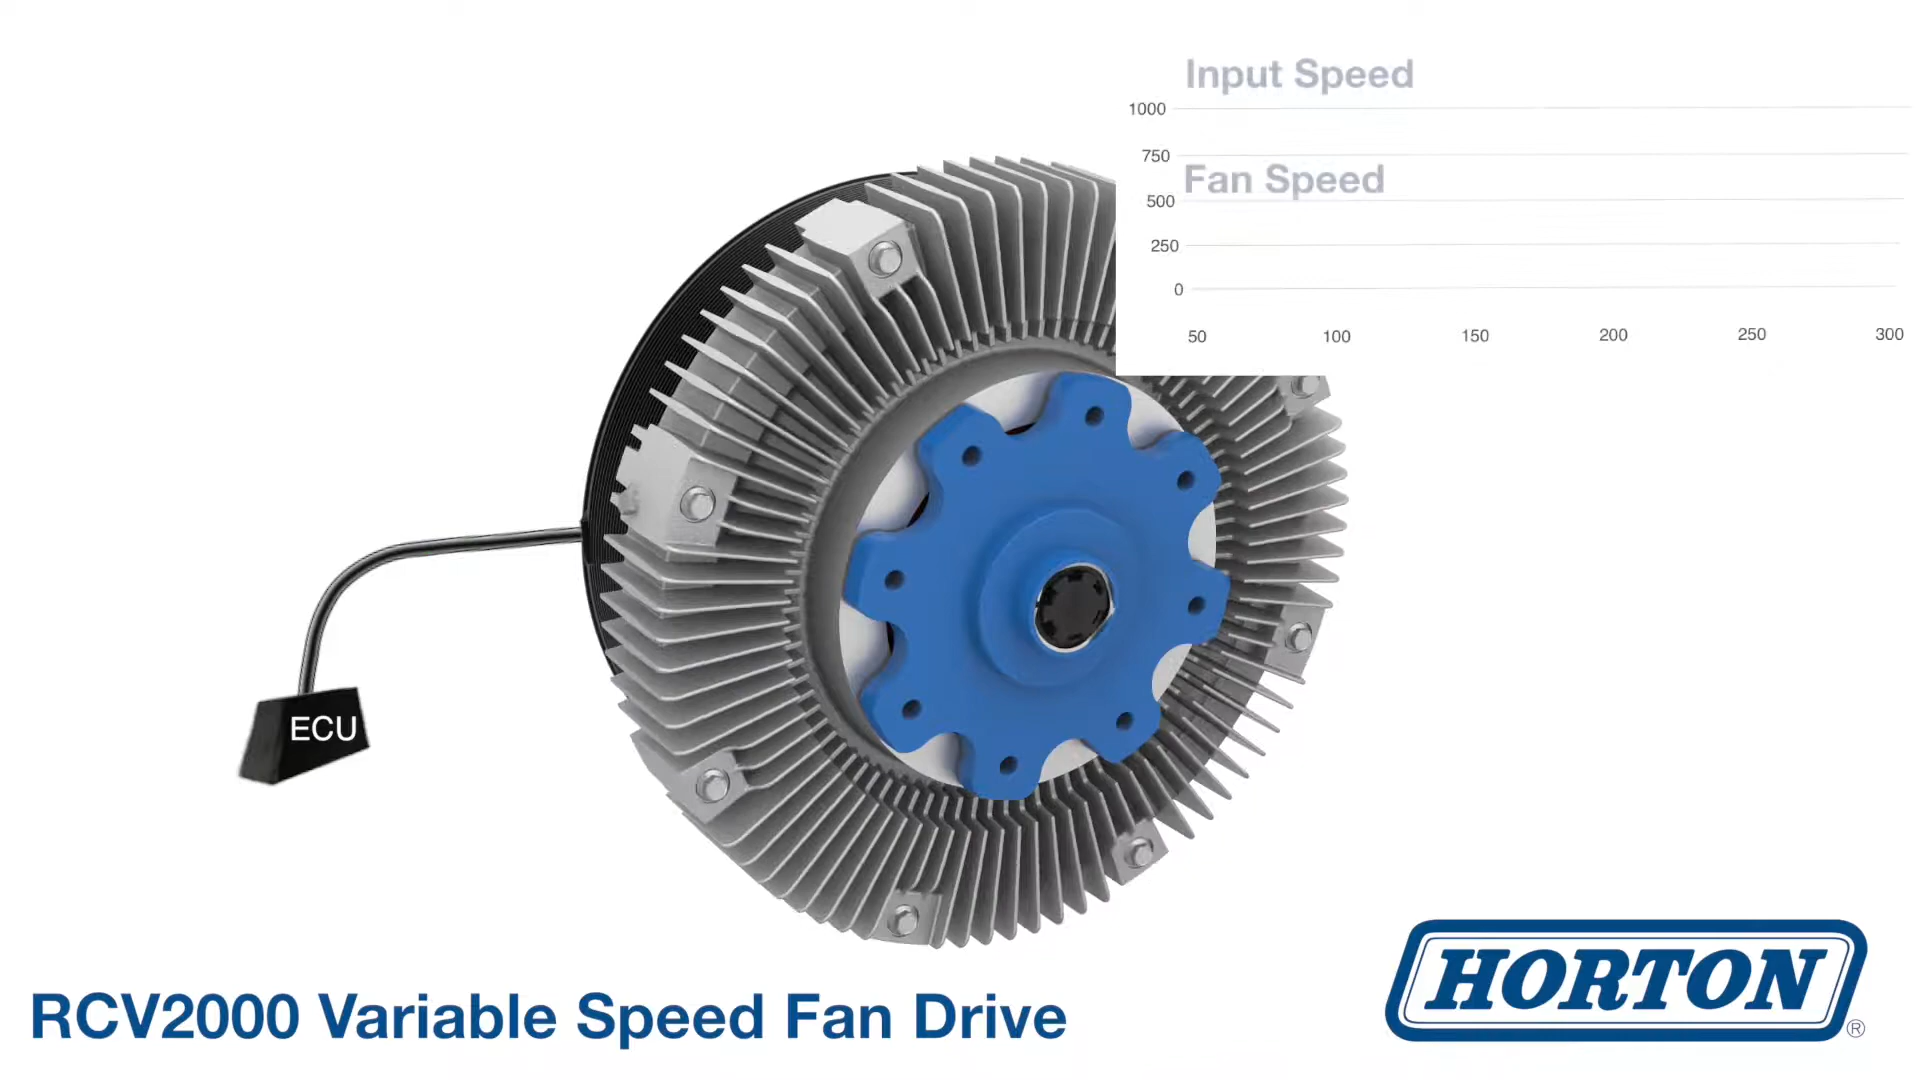 Input Speed
1000
750
Fan Speed
500
250
0
50 100 150 200 250 300
ECU
RCV2000 Variable Speed Fan Drive
HORTON
®